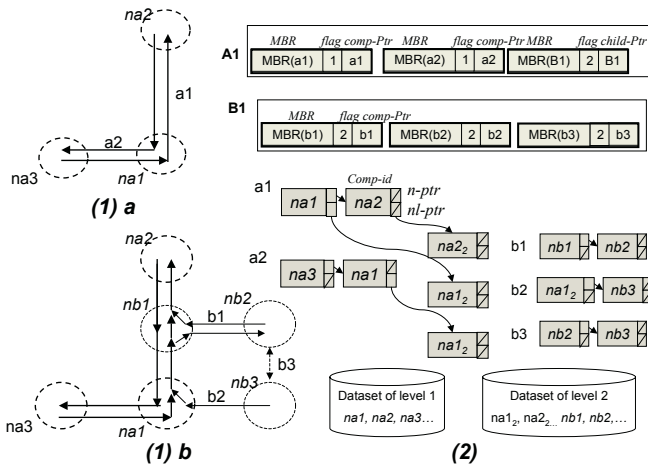 na2
a1
a2
na3
na1
(1) a
na2
nb1
nb2
b1
b3
nb3
b2
na3
na1
(1) b
A1
MBR flag comp-Ptr MBR flag comp-Ptr MBR flag child-Ptr
MBR(a1) 1 a1 MBR(a2) 1 a2 MBR(B1) 2 B1
B1
MBR flag comp-Ptr
MBR(b1) 2 b1 MBR(b2) 2 b2 MBR(b3) 2 b3
Comp-id
a1
na1 na2
n-ptr
nl-ptr
na2₂
a2
na3 na1
na1₂
na1₂
b1 nb1 nb2
b2 na1₂ nb3
b3 nb2 nb3
Dataset of level 1
na1, na2, na3…
Dataset of level 2
na1₂, na2₂… nb1, nb2,…
(2)